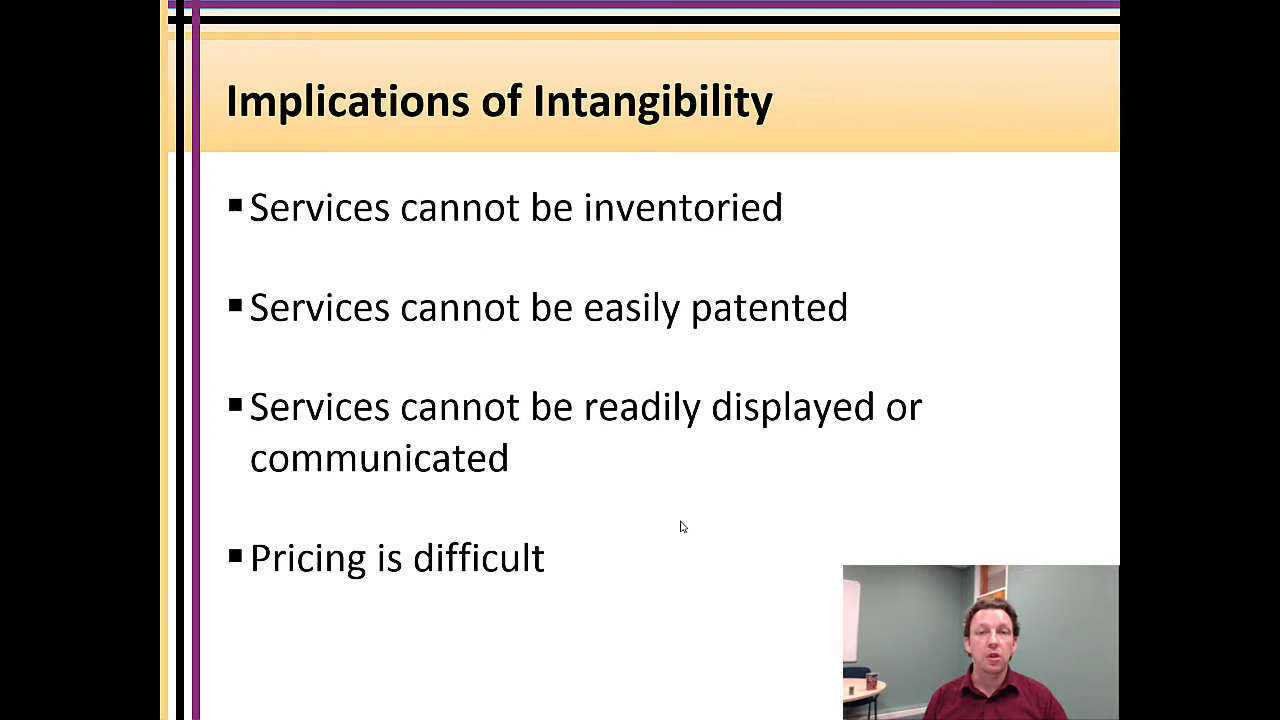 Implications of Intangibility
▪Services cannot be inventoried
▪Services cannot be easily patented
▪Services cannot be readily displayed or
communicated
▪Pricing is difficult